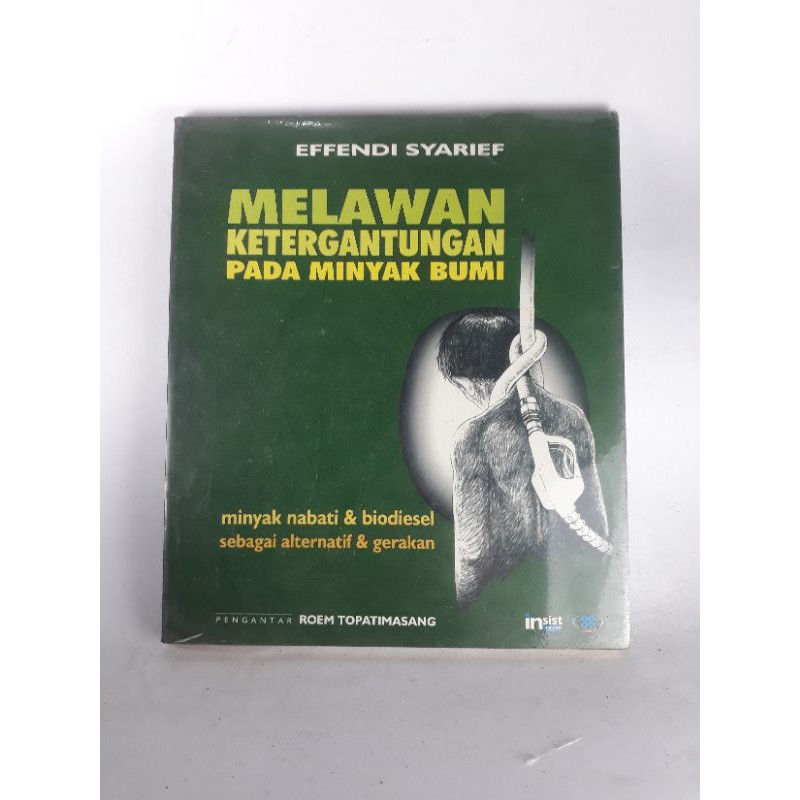 EFFENDI SYARIEF
MELAWAN
KETERGANTUNGAN
PADA MINYAK BUMI
minyak nabati & biodiesel
sebagai alternatif & gerakan
PENGANTAR ROEM TOPATIMASANG
insist